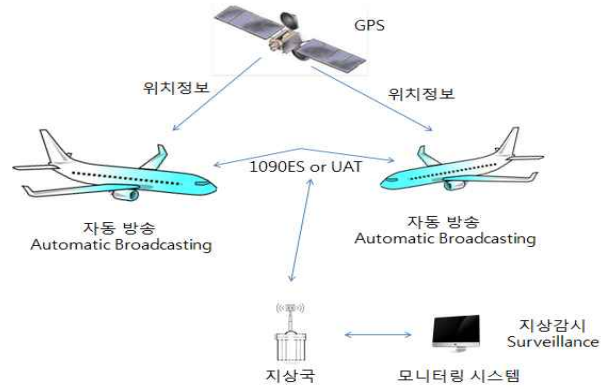 GPS
위치정보
위치정보
1090ES or UAT
자동 방송
Automatic Broadcasting
자동 방송
Automatic Broadcasting
지상감시
Surveillance
지상국
모니터링 시스템